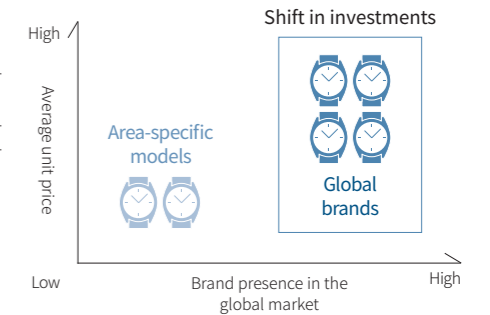 Shift in investments
High
Average unit price
Area-specific
models
Global
brands
Low
Brand presence in the
global market
High